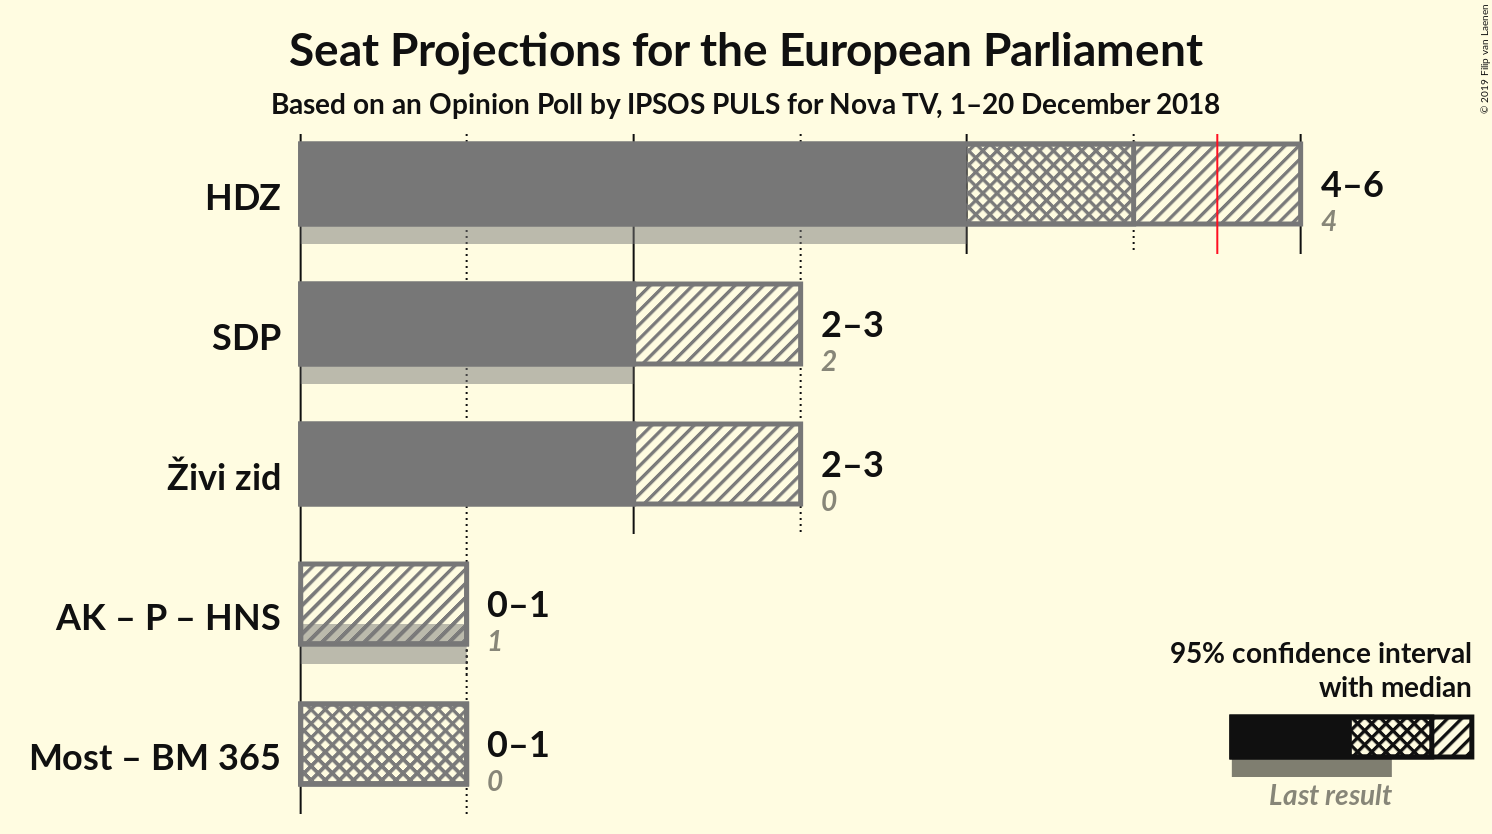 Seat Projections for the European Parliament
Based on an Opinion Poll by IPSOS PULS for Nova TV, 1–20 December 2018
© 2019 Filip van Laenen
HDZ
4–6
4
SDP
2–3
2
Živi zid
2–3
0
AK – P – HNS
0–1
1
Most – BM 365
0–1
0
95% confidence interval
with median
Last result